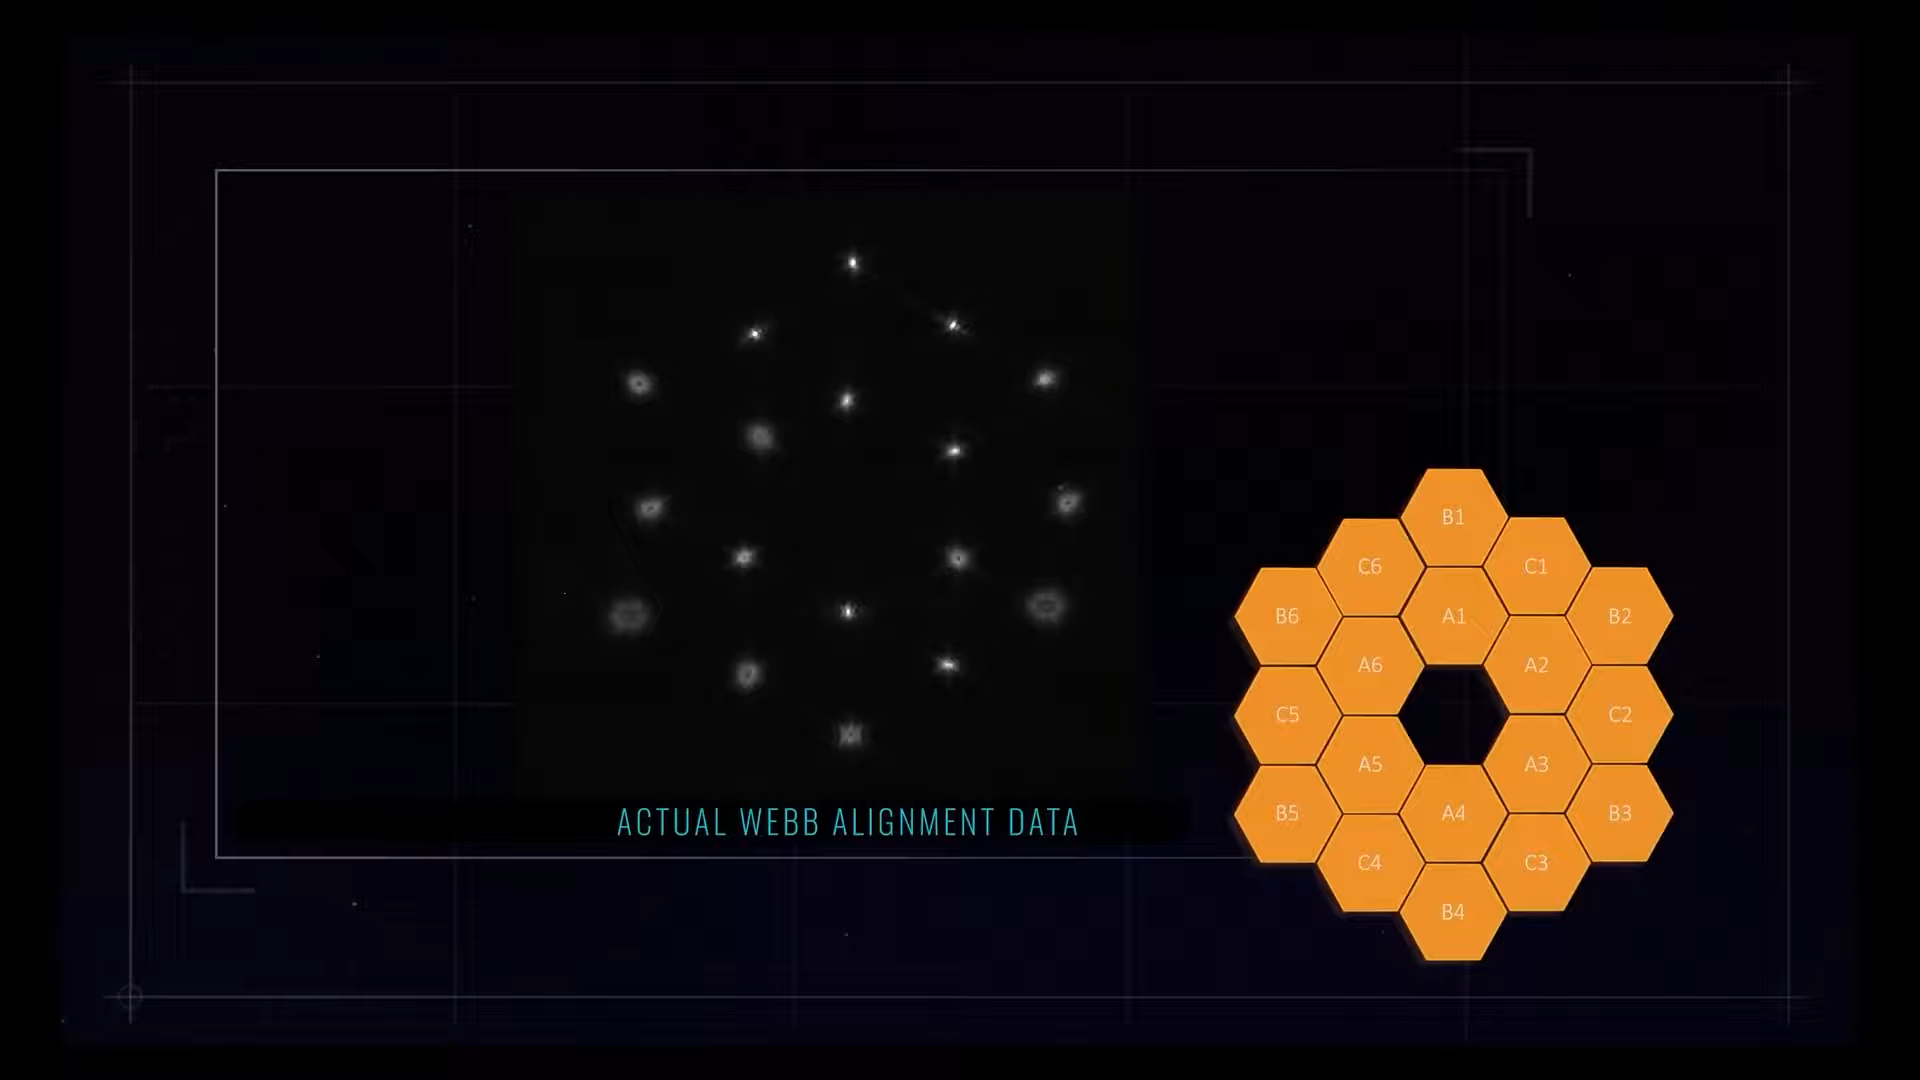 ACTUAL WEBB ALIGNMENT DATA
B1
C6
C1
B6
A1
B2
A6
A2
C5
C2
A5
A3
B5
A4
B3
C4
C3
B4